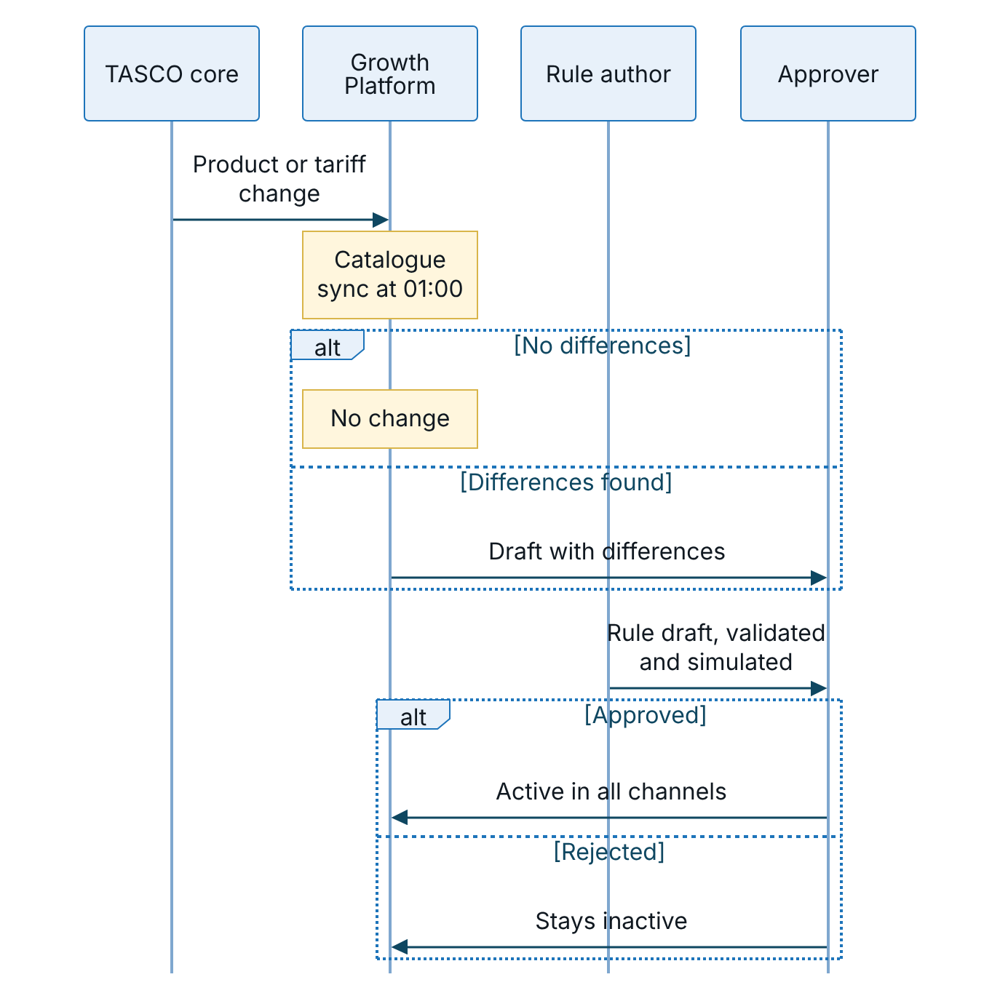 TASCO core
Growth
Platform
Rule author
Approver
Product or tariff
change
Catalogue
sync at 01:00
alt
[No differences]
No change
[Differences found]
Draft with differences
Rule draft, validated
and simulated
alt
[Approved]
Active in all channels
[Rejected]
Stays inactive